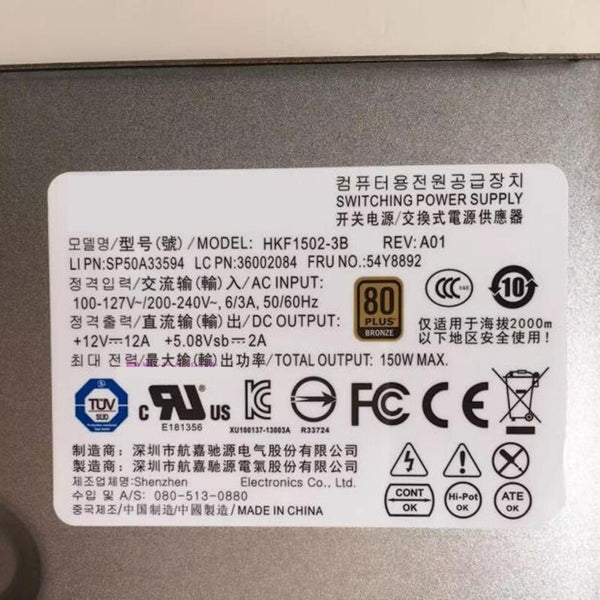 컴퓨터용전원공급장치
SWITCHING POWER SUPPLY
开关电源/交換式電源供應器
모델명/型号(號)/MODEL: HKF1502-3B REV: A01
LI PN:SP50A33594 LC PN:36002084 FRU NO.:54Y8892
정격입력/交流输(輸)入/AC INPUT:
100-127V~/200-240V~, 6/3A, 50/60Hz
정격출력/直流输(輸)出/DC OUTPUT:
+12V⎓12A +5.08Vsb⎓2A
최대 전력/最大输(輸)出功率/TOTAL OUTPUT: 150W MAX.
80
PLUS
BRONZE
CCC
S&E
10
仅适用于海拔2000m
以下地区安全使用!
TÜV
SÜD
c RU us
E181356
XU100137-13003A
R33724
FC CE
制造商: 深圳市航嘉驰源电气股份有限公司
製造商: 深圳市航嘉馳源電氣股份有限公司
제조업체명:Shenzhen Electronics Co., Ltd.
수입 및 A/S: 080-513-0880
중국제조/中国制造/中國製造/MADE IN CHINA
CONT
OK
Hi-Pot
OK
ATE
OK